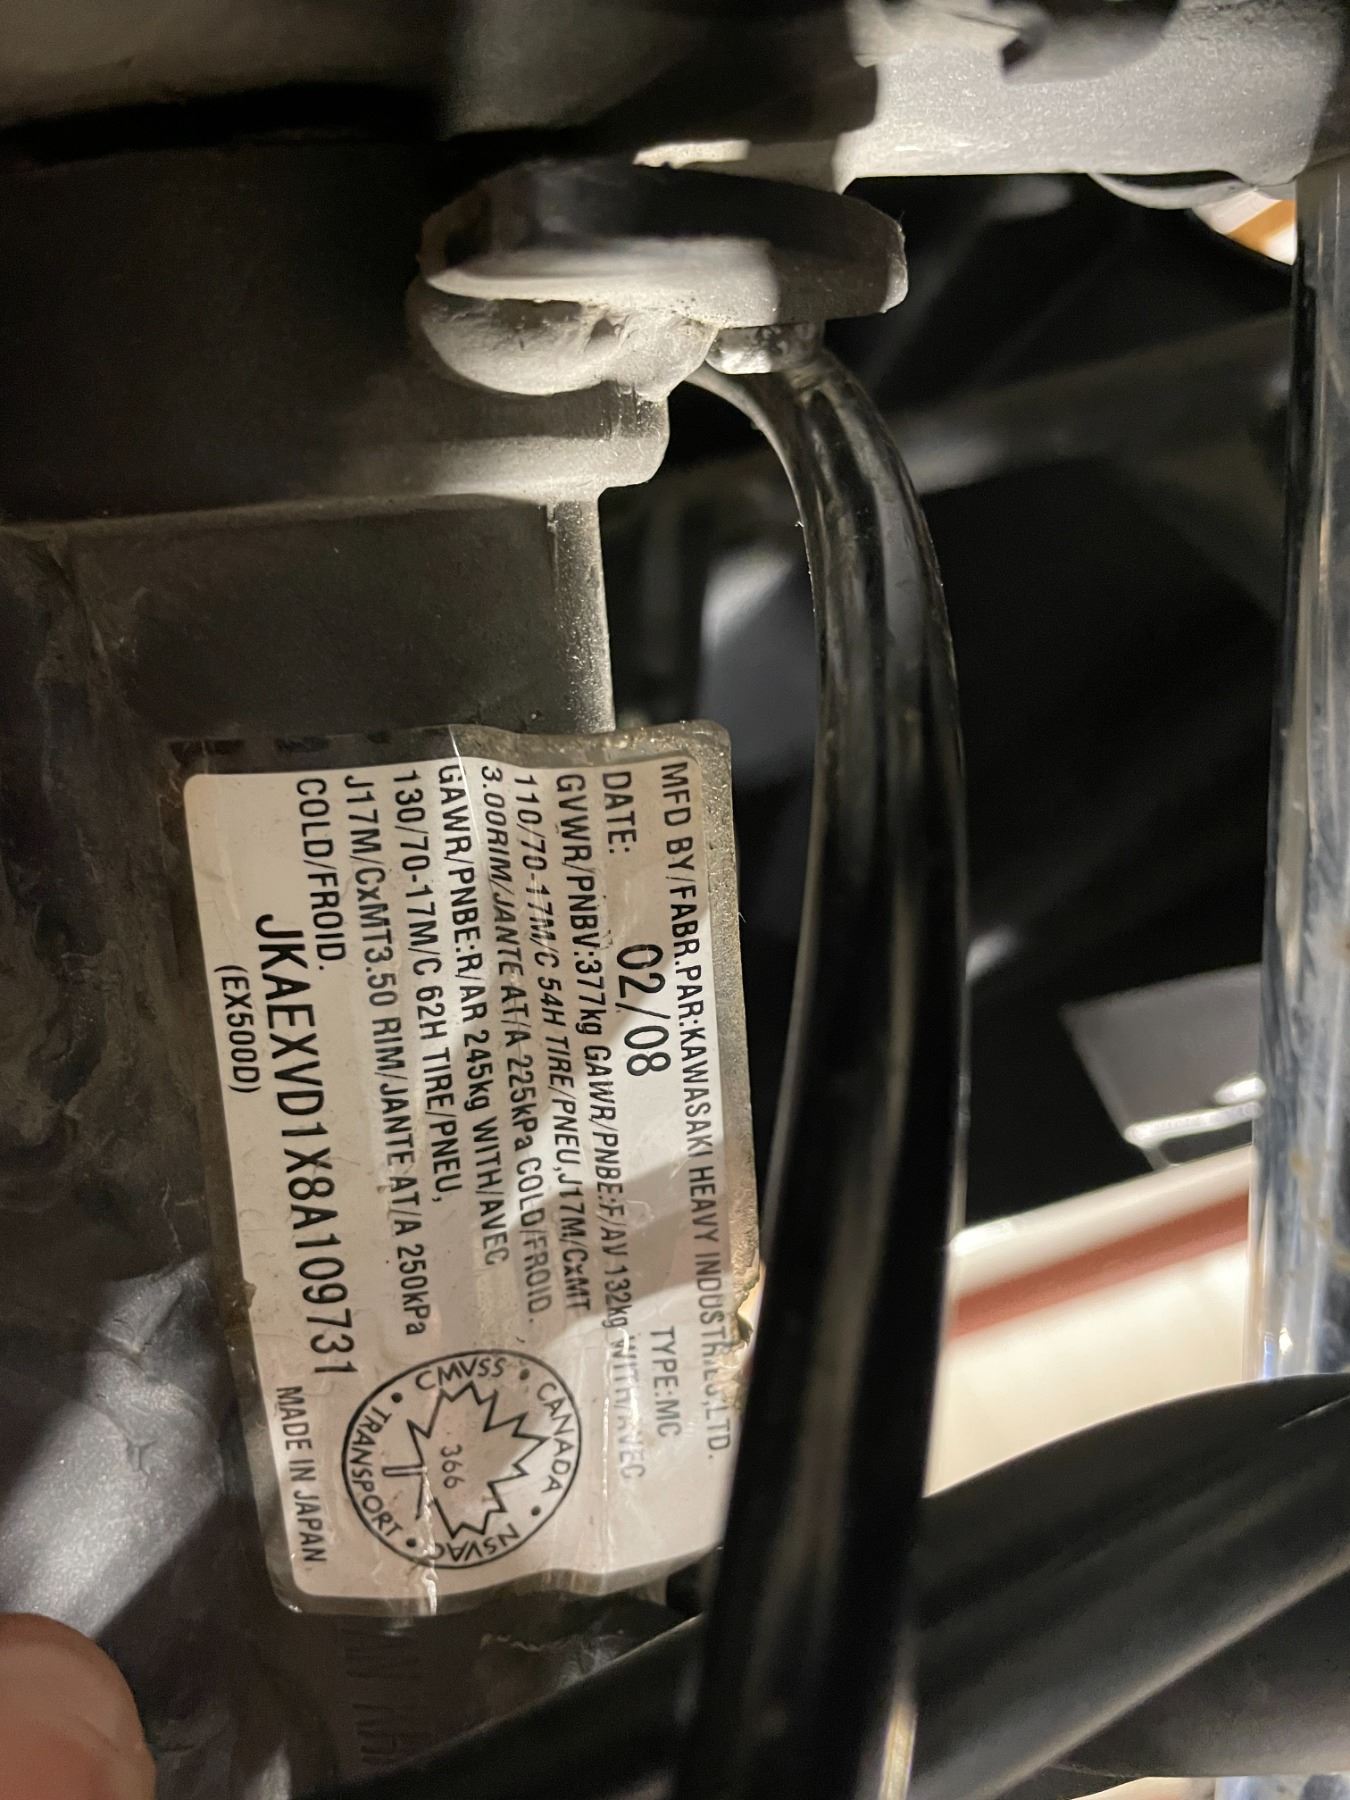 MFD BY/FABR.PAR:KAWASAKI HEAVY INDUSTRIES,LTD.
DATE: 02/08 TYPE:MC
GVWR/PNBV:377kg GAWR/PNBE:F/AV 132kg WITH/AVEC
110/70-17M/C 54H TIRE/PNEU,J17M/CxMT
3.00RIM/JANTE AT/A 225kPa COLD/FROID.
GAWR/PNBE:R/AR 245kg WITH/AVEC
130/70-17M/C 62H TIRE/PNEU,
J17M/CxMT3.50 RIM/JANTE AT/A 250kPa
COLD/FROID.
JKAEXVD1X8A109731
(EX500D)
MADE IN JAPAN
CANADA • NSVAC • TRANSPORT • CMVSS •
366